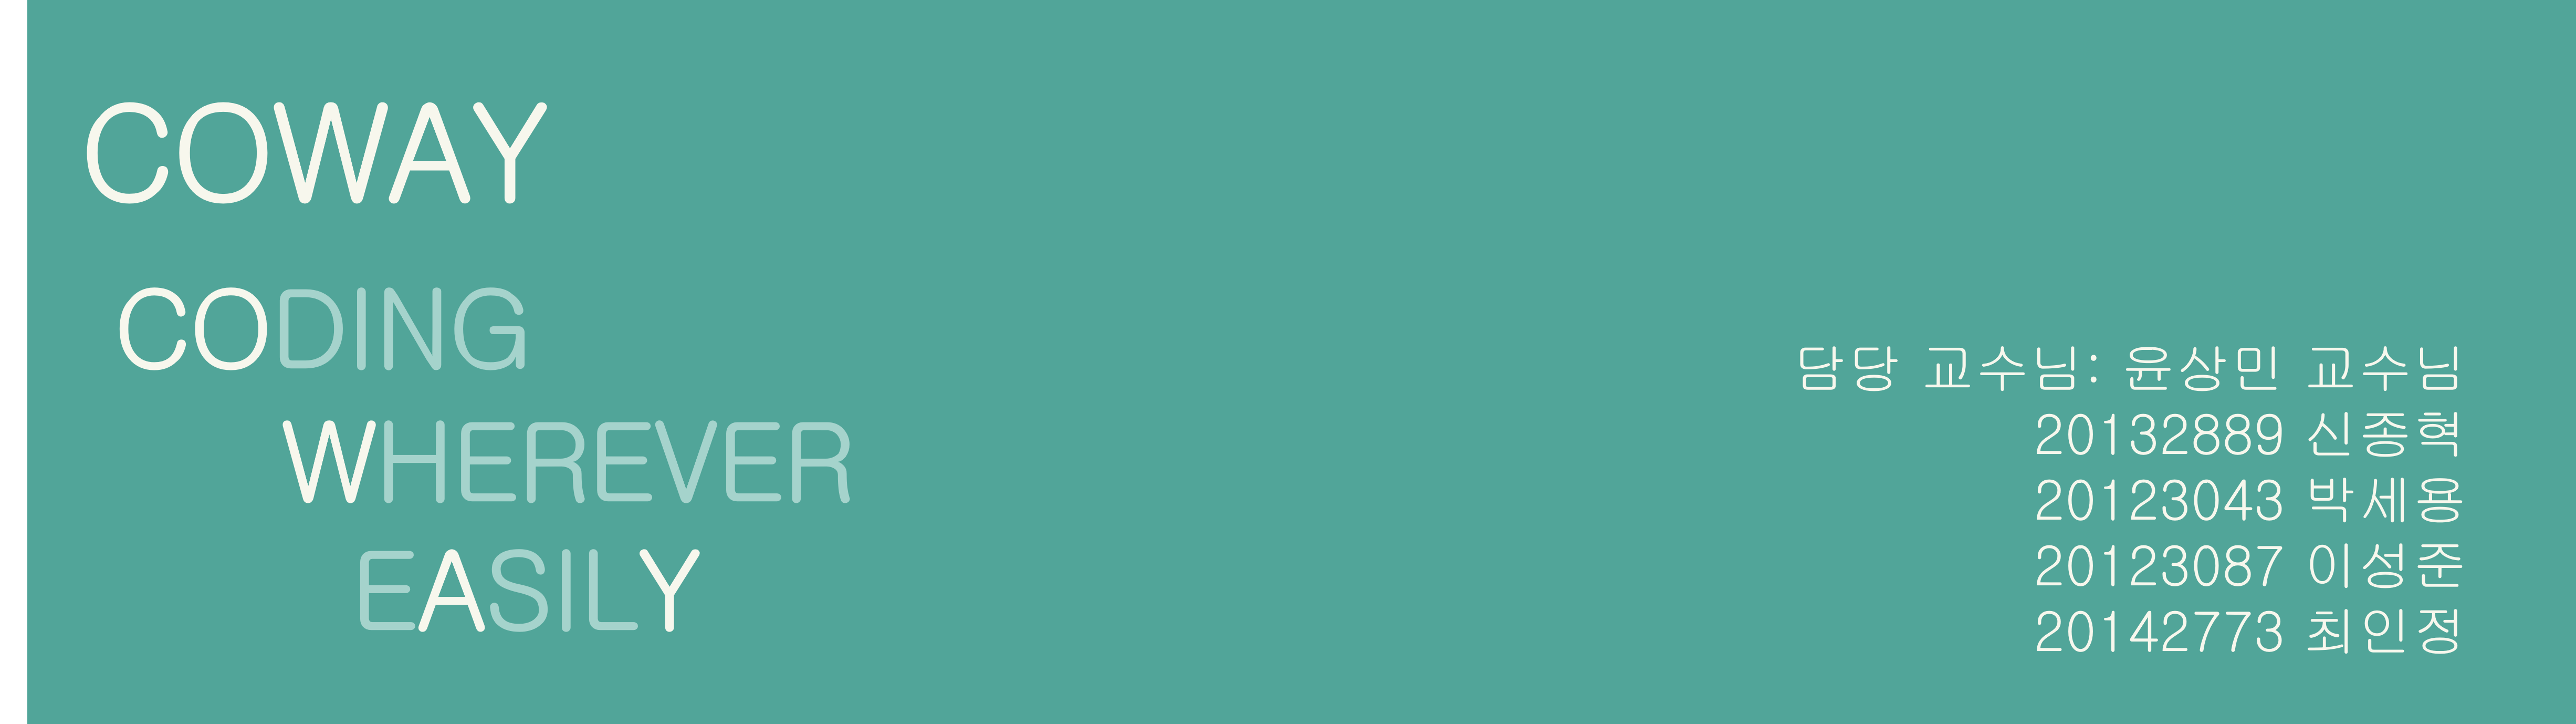 COWAY
CODING
WHEREVER
EASILY
담당 교수님: 윤상민 교수님
20132889 신종혁
20123043 박세용
20123087 이성준
20142773 최인정